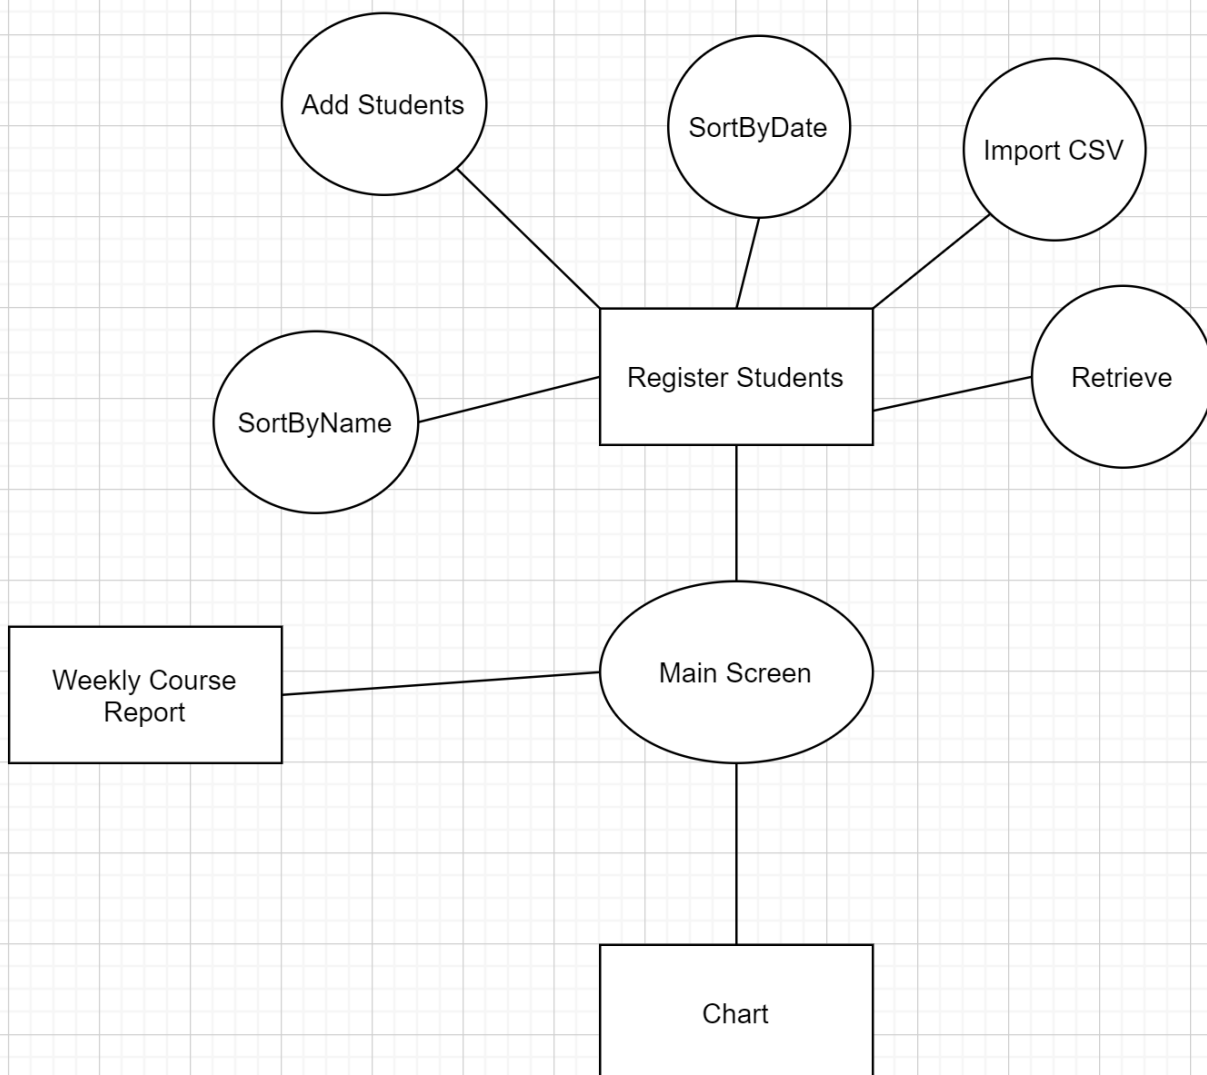 Add Students
SortByDate
Import CSV
Register Students
Retrieve
SortByName
Weekly Course
Report
Main Screen
Chart